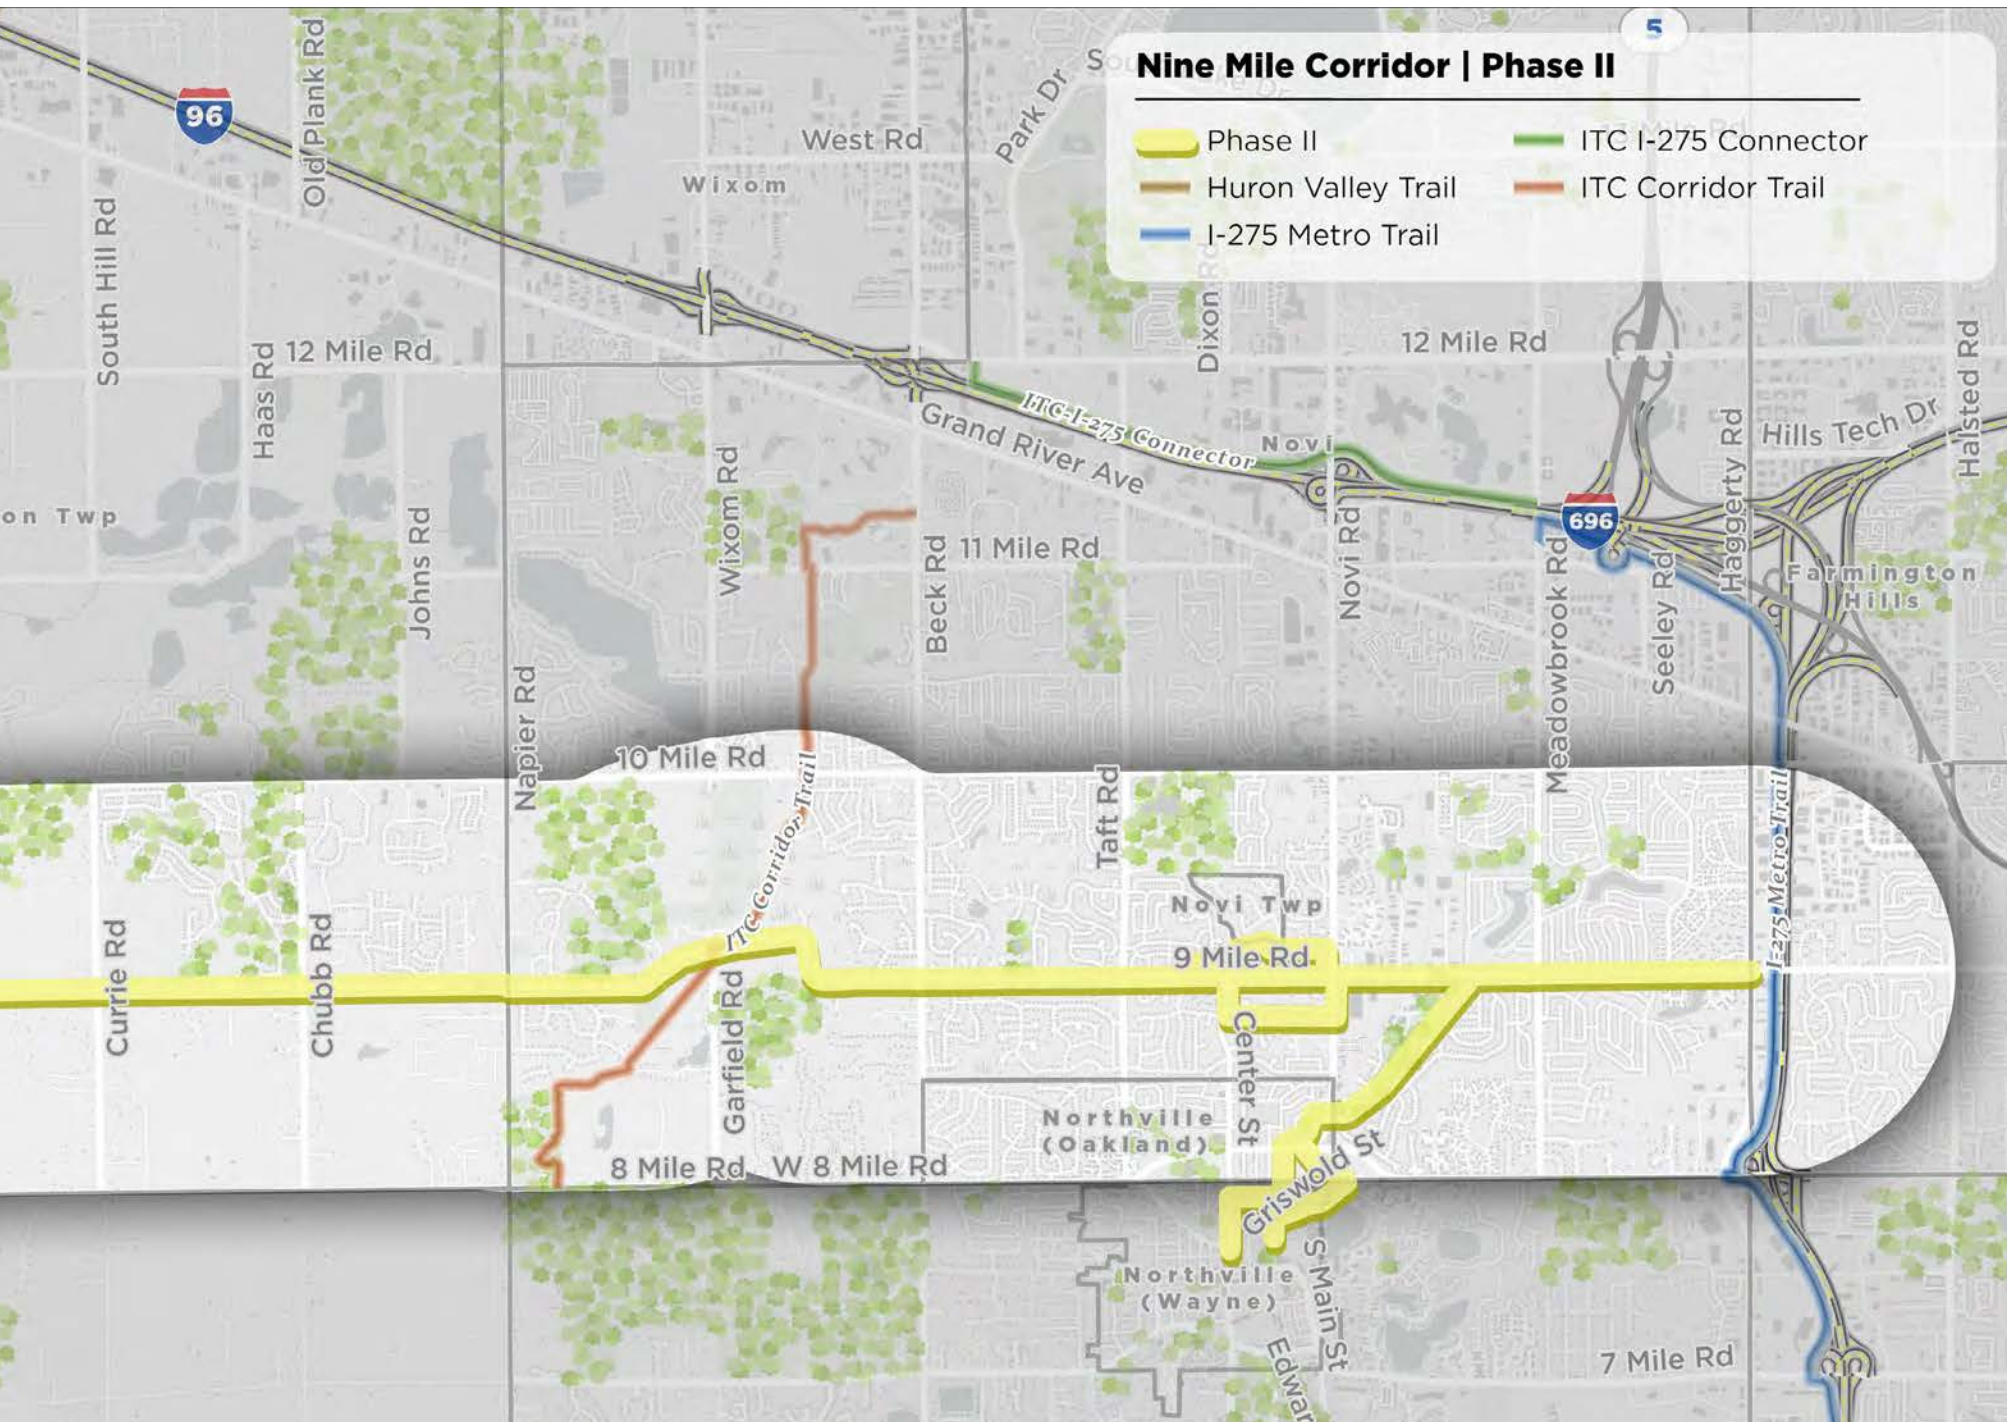 5
Nine Mile Corridor | Phase II
Phase II
Huron Valley Trail
I-275 Metro Trail
ITC I-275 Connector
ITC Corridor Trail
96
Old Plank Rd
South Hill Rd
Haas Rd
12 Mile Rd
West Rd
Wixom
Park Dr
Dixon Rd
12 Mile Rd
Halsted Rd
Hills Tech Dr
Haggerty Rd
ITC-I-275 Connector
Grand River Ave
Novi
696
on Twp
Johns Rd
Wixom Rd
Beck Rd
11 Mile Rd
Novi Rd
Meadowbrook Rd
Seeley Rd
Farmington
Hills
Napier Rd
10 Mile Rd
ITC Corridor Trail
Taft Rd
I-275 Metro Trail
Novi Twp
9 Mile Rd
Currie Rd
Chubb Rd
Garfield Rd
Center St
Northville
(Oakland)
Griswold St
8 Mile Rd
W 8 Mile Rd
Northville
(Wayne)
S Main St
Edwar
7 Mile Rd